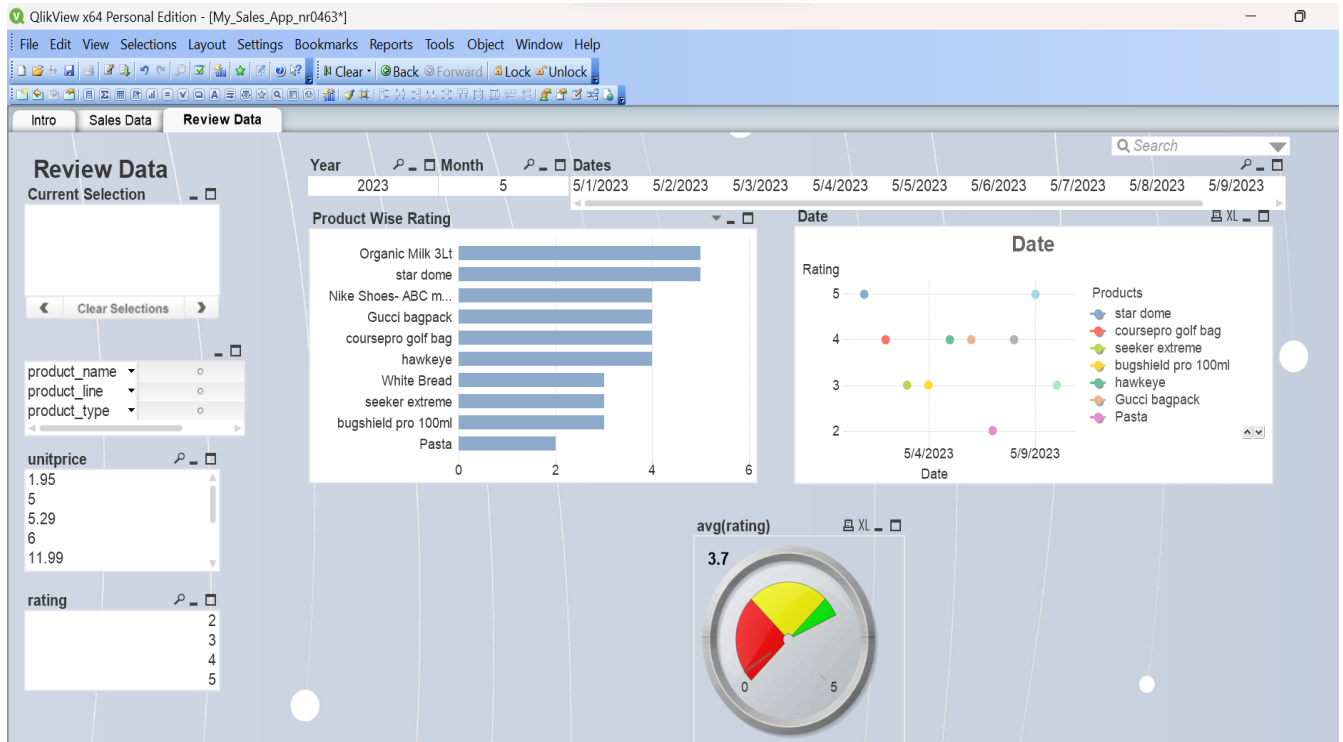 QlikView x64 Personal Edition - [My_Sales_App_nr0463*]
File Edit View Selections Layout Settings Bookmarks Reports Tools Object Window Help
Clear Back Forward Lock Unlock
Intro Sales Data Review Data
Search
Review Data
Current Selection
Clear Selections
product_name
product_line
product_type
unitprice
1.95
5
5.29
6
11.99
rating
2
3
4
5
Year Month Dates
2023 5 5/1/2023 5/2/2023 5/3/2023 5/4/2023 5/5/2023 5/6/2023 5/7/2023 5/8/2023 5/9/2023
Product Wise Rating
Organic Milk 3Lt
star dome
Nike Shoes- ABC m...
Gucci bagpack
coursepro golf bag
hawkeye
White Bread
seeker extreme
bugshield pro 100ml
Pasta
0 2 4 6
Date XL
Date
Rating
5
4
3
2
5/4/2023 5/9/2023
Date
Products
star dome
coursepro golf bag
seeker extreme
bugshield pro 100ml
hawkeye
Gucci bagpack
Pasta
avg(rating) XL
3.7
0 5